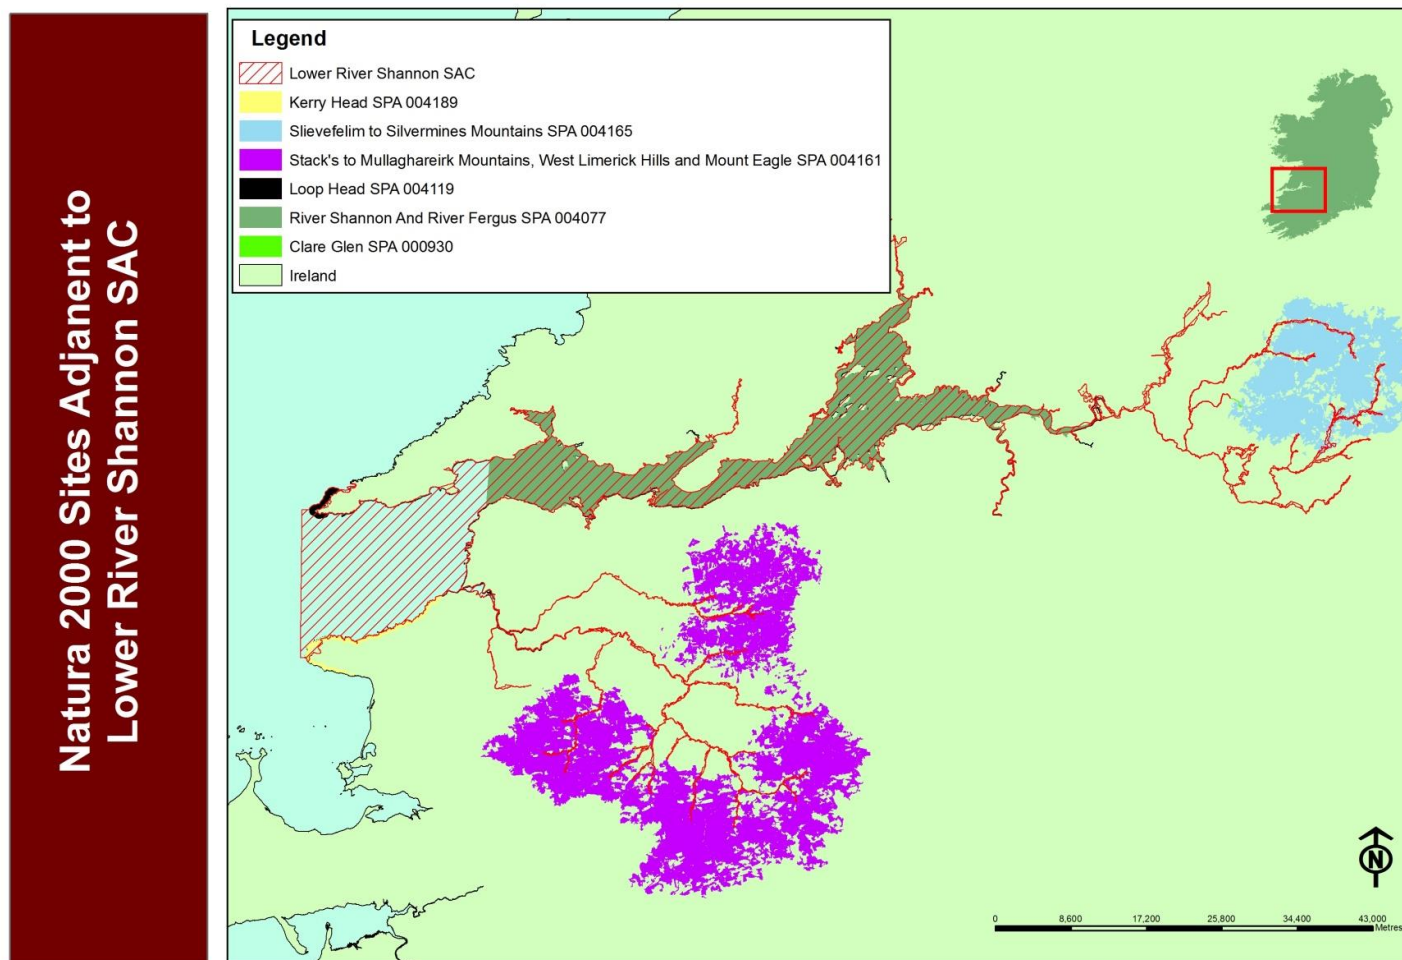 Natura 2000 Sites Adjanent to
Lower River Shannon SAC
Legend
Lower River Shannon SAC
Kerry Head SPA 004189
Slievefelim to Silvermines Mountains SPA 004165
Stack's to Mullaghareirk Mountains, West Limerick Hills and Mount Eagle SPA 004161
Loop Head SPA 004119
River Shannon And River Fergus SPA 004077
Clare Glen SPA 000930
Ireland
N
0 8,600 17,200 25,800 34,400 43,000
Metres